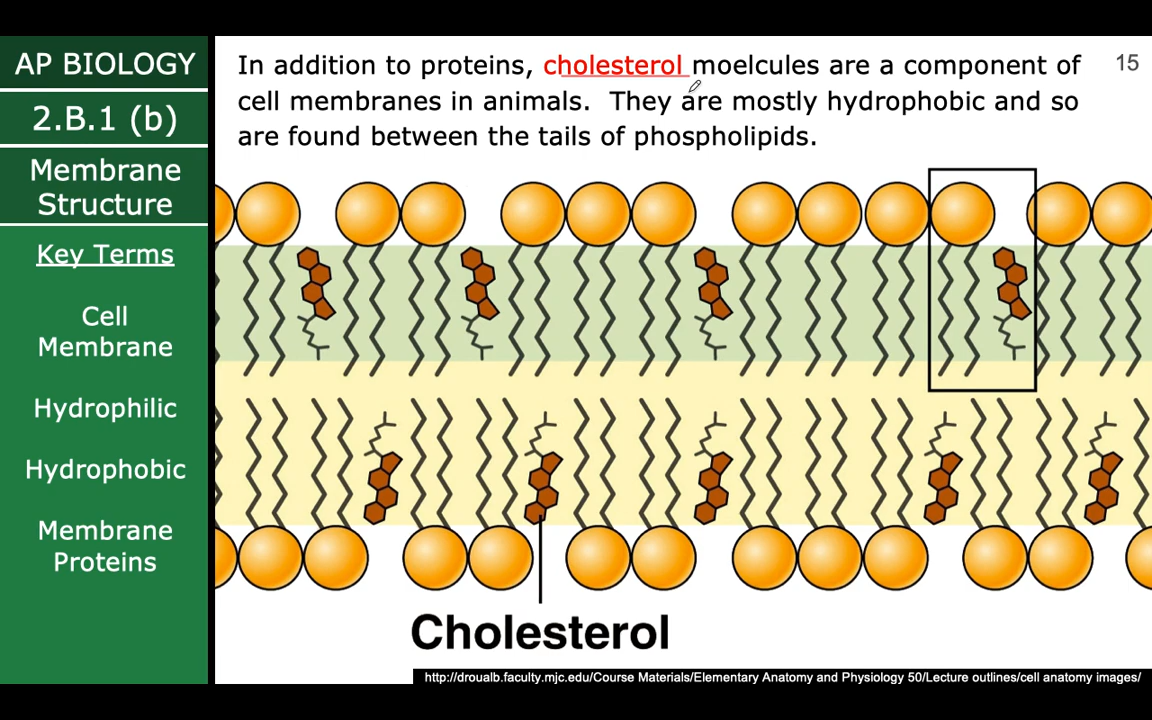 AP BIOLOGY
2.B.1 (b)
Membrane
Structure
Key Terms
Cell
Membrane
Hydrophilic
Hydrophobic
Membrane
Proteins
In addition to proteins, cholesterol moelcules are a component of
cell membranes in animals. They are mostly hydrophobic and so
are found between the tails of phospholipids.
15
Cholesterol
http://droualb.faculty.mjc.edu/Course Materials/Elementary Anatomy and Physiology 50/Lecture outlines/cell anatomy images/